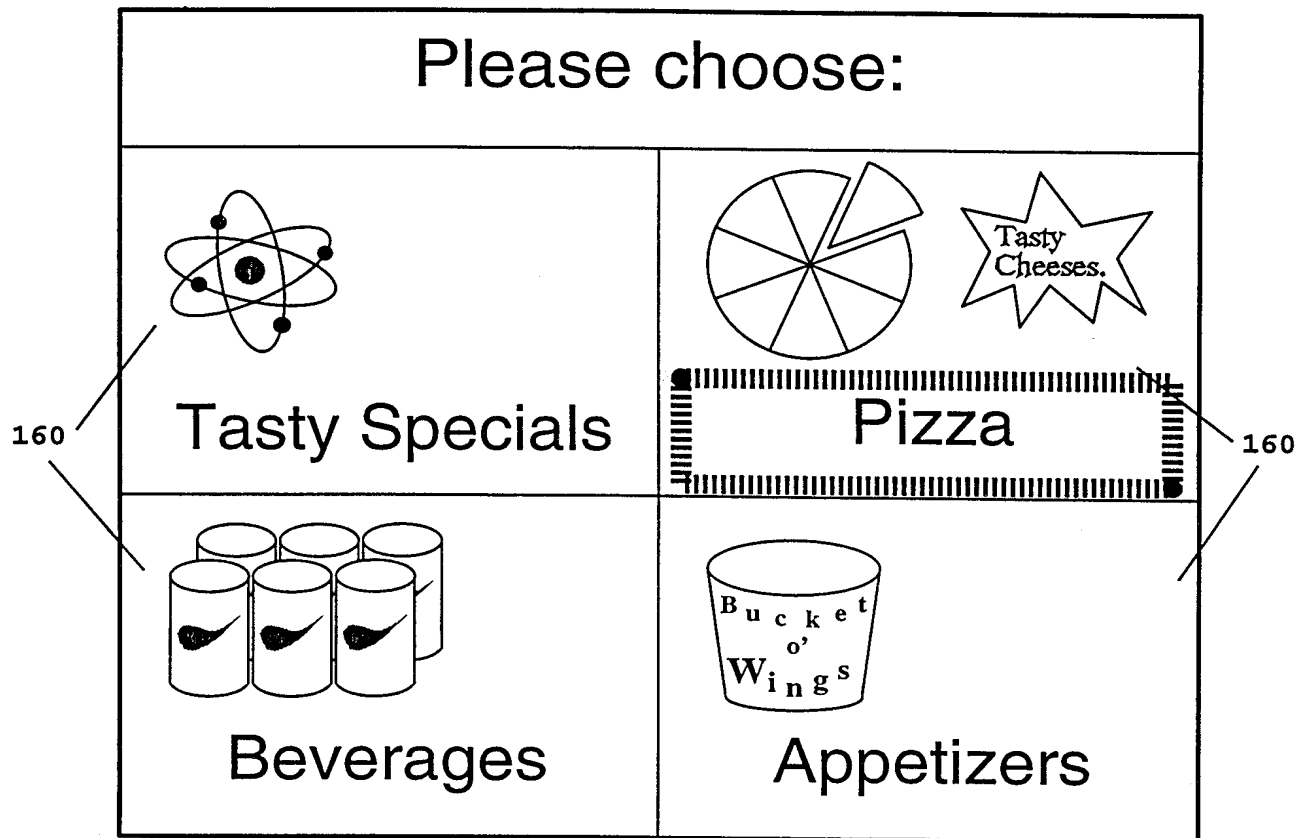 Please choose:
Tasty
Cheeses.
Tasty Specials
Pizza
160
160
Bucket
o'
Wings
Beverages
Appetizers